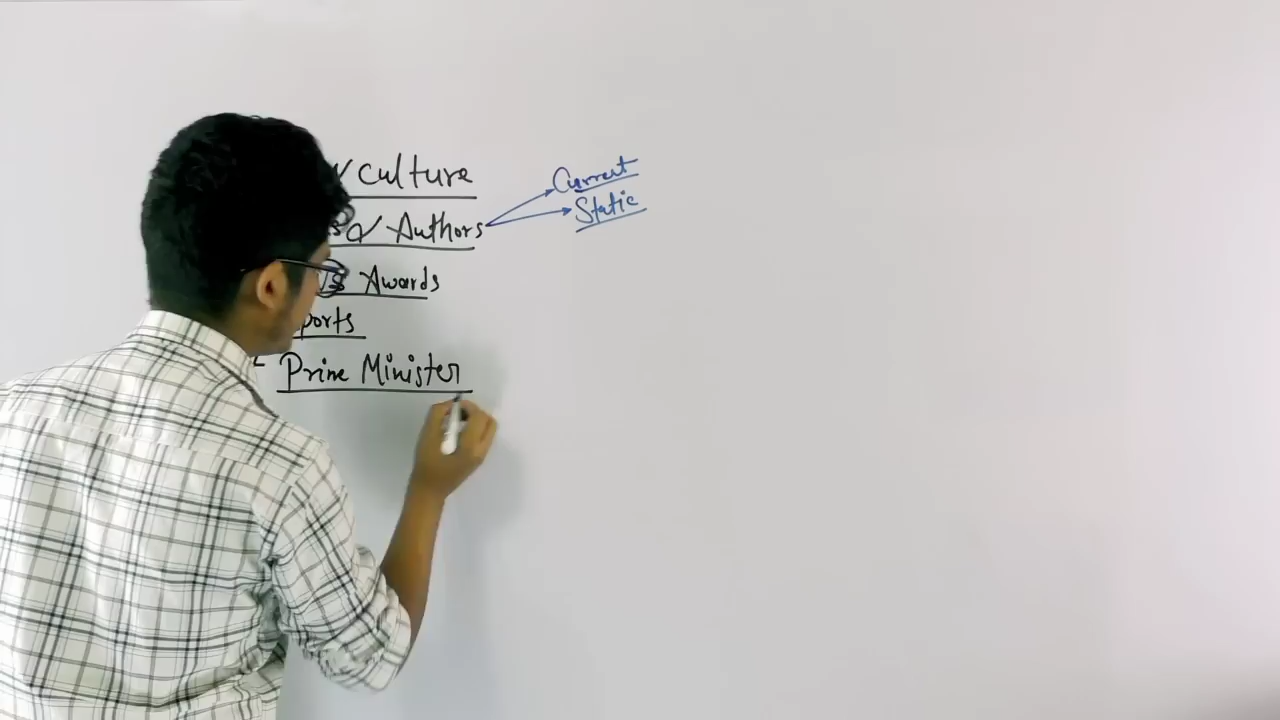 culture
Authors
Current
Static
Awards
ports
Prime Minister